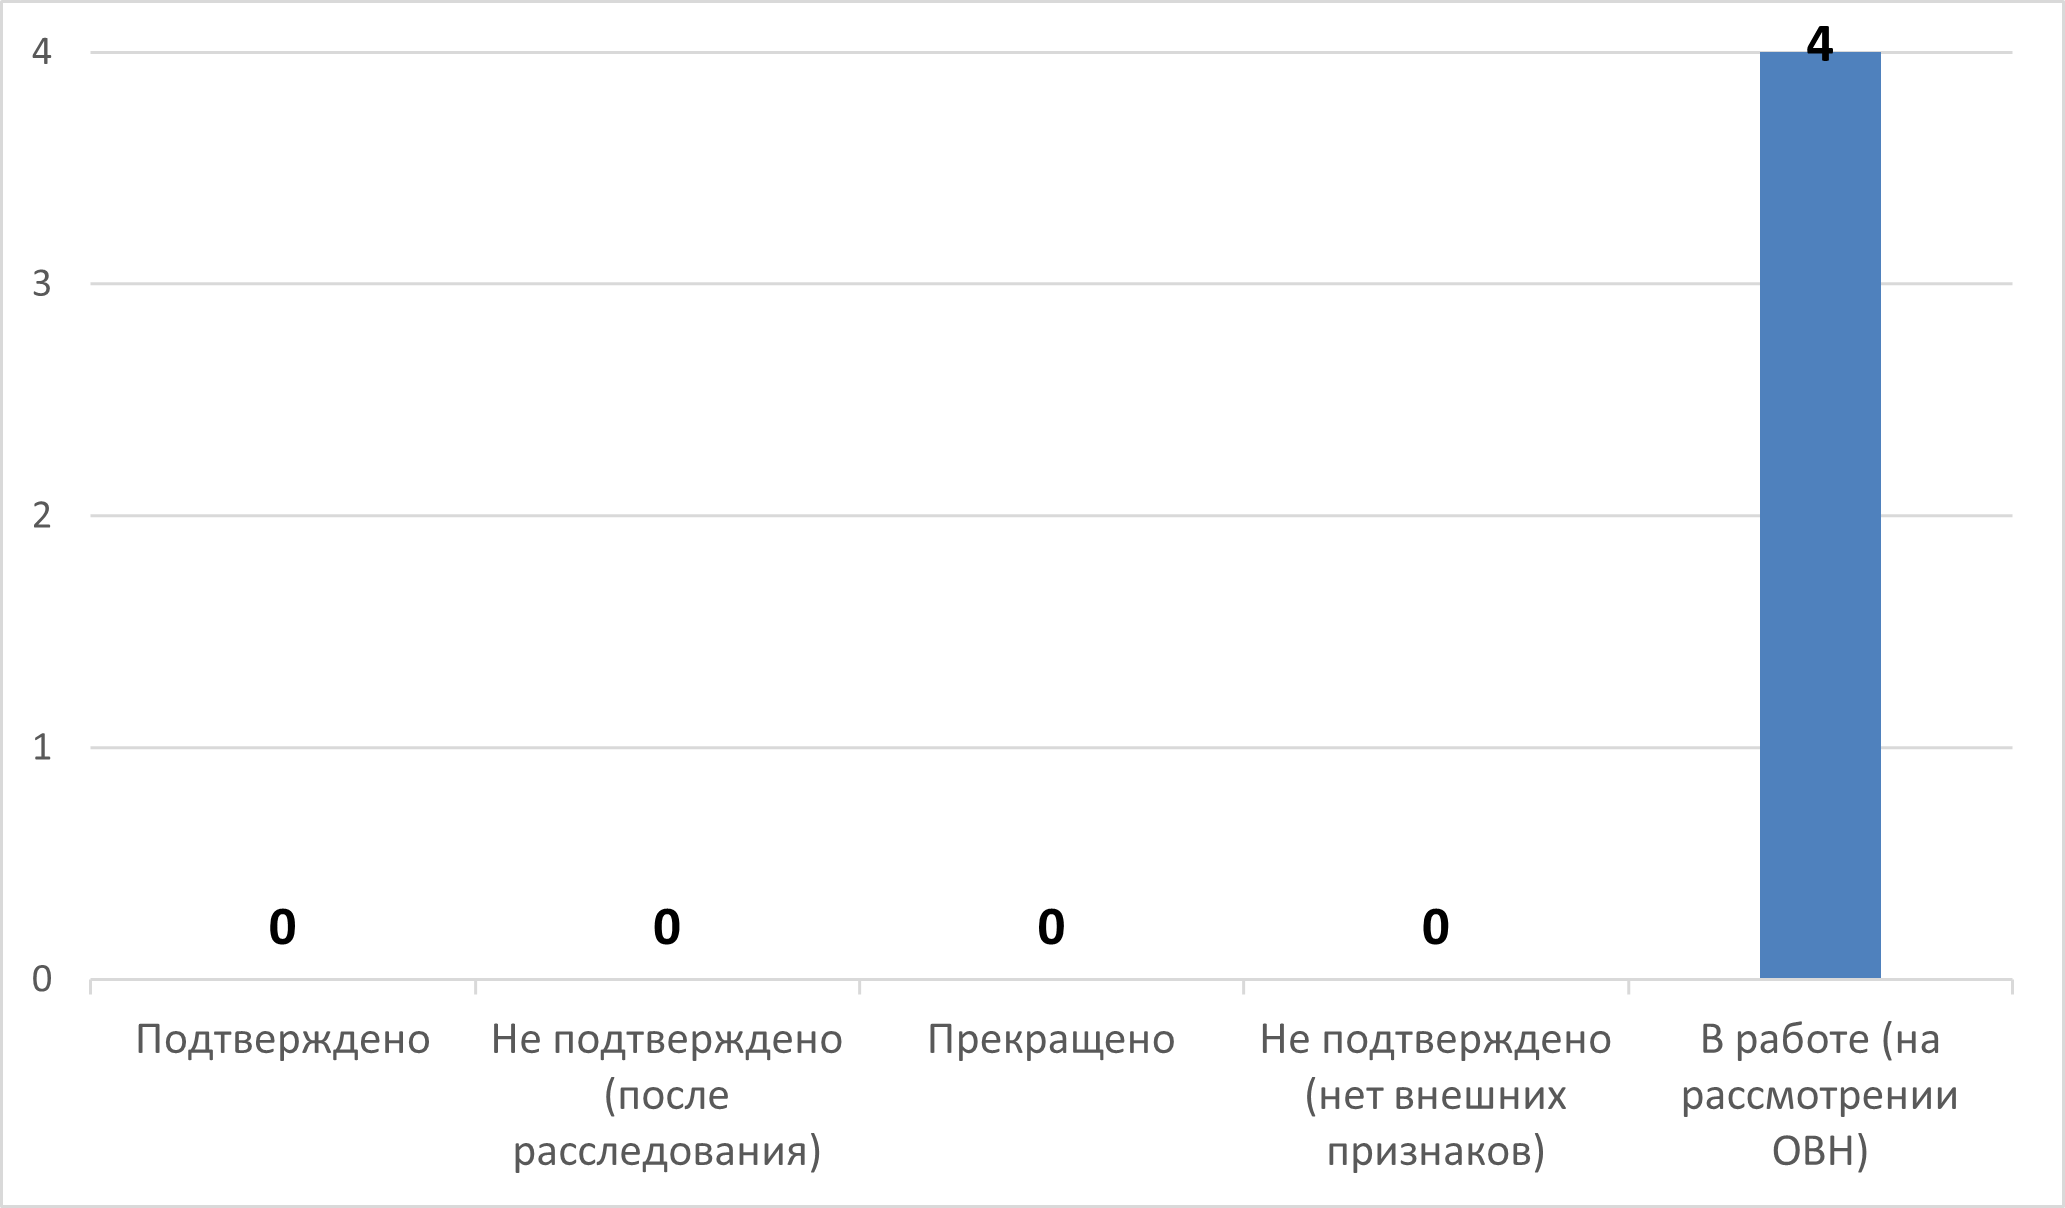 4
4
3
2
1
0
0
0
0
0
Подтверждено
Не подтверждено
(после
расследования)
Прекращено
Не подтверждено
(нет внешних
признаков)
В работе (на
рассмотрении
ОВН)